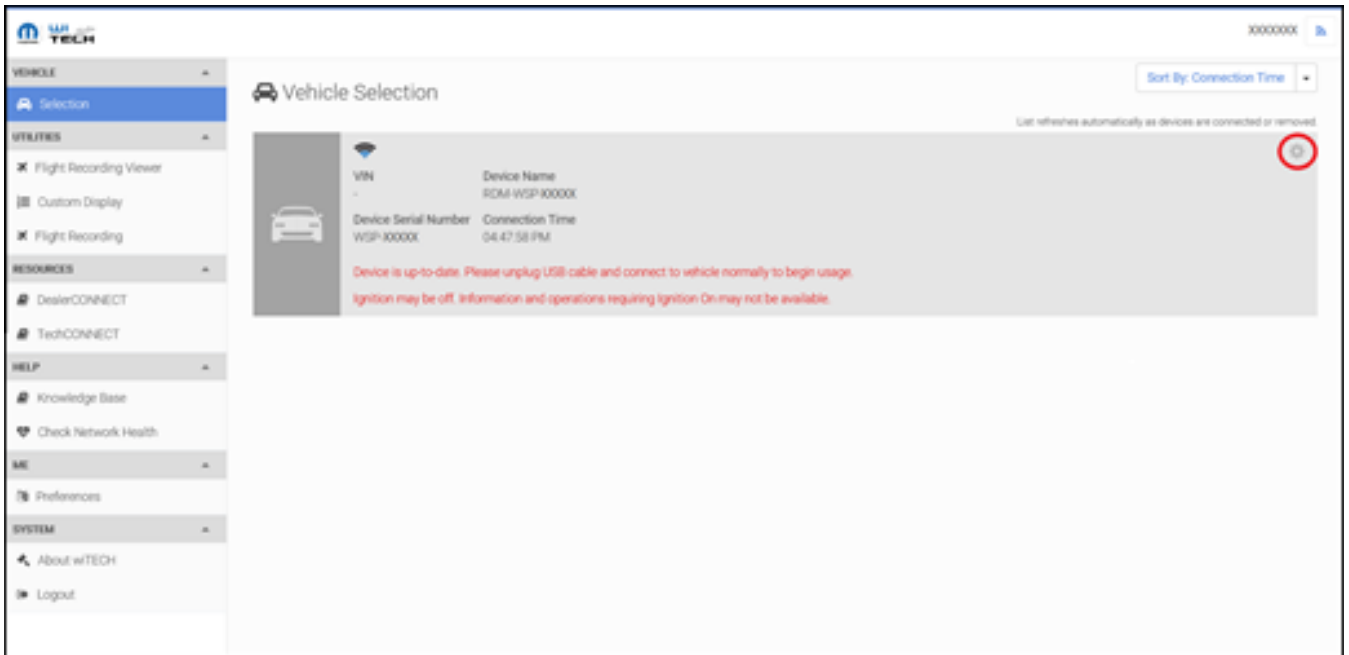 WI
TECH
XXXXXXX
VEHICLE
Selection
UTILITIES
Flight Recording Viewer
Custom Display
Flight Recording
RESOURCES
DealerCONNECT
TechCONNECT
HELP
Knowledge Base
Check Network Health
ME
Preferences
SYSTEM
About wiTECH
Logout
Vehicle Selection
Sort By: Connection Time
List refreshes automatically as devices are connected or removed.
VIN Device Name
- RDM-WSP-XXXXX
Device Serial Number Connection Time
WSP-XXXXX 04:47:58 PM
Device is up-to-date. Please unplug USB cable and connect to vehicle normally to begin usage.
Ignition may be off. Information and operations requiring Ignition On may not be available.